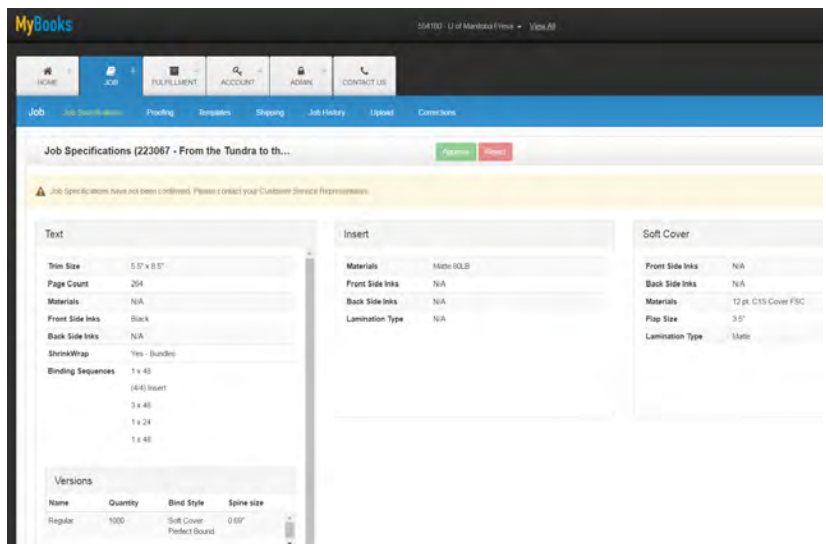 MyBooks
554100 - U of Manitoba Press View All
HOME
JOB
FULFILLMENT
ACCOUNT
ADMIN
CONTACT US
Job Job Specifications Proofing Templates Shipping Job History Upload Corrections
Job Specifications (223067 - From the Tundra to th...
Approve Reject
Job Specifications have not been confirmed. Please contact your Customer Service Representative.
Text
Trim Size 5.5" x 8.5"
Page Count 264
Materials N/A
Front Side Inks Black
Back Side Inks N/A
ShrinkWrap Yes - Bundles
Binding Sequences 1 x 48
(4/4) Insert
3 x 48
1 x 24
1 x 48
Versions
Name Quantity Bind Style Spine size
Regular 1000 Soft Cover 0.69"
Perfect Bound
Insert
Materials Matte 80LB
Front Side Inks N/A
Back Side Inks N/A
Lamination Type N/A
Soft Cover
Front Side Inks N/A
Back Side Inks N/A
Materials 12 pt. C1S Cover FSC
Flap Size 3.5"
Lamination Type Matte